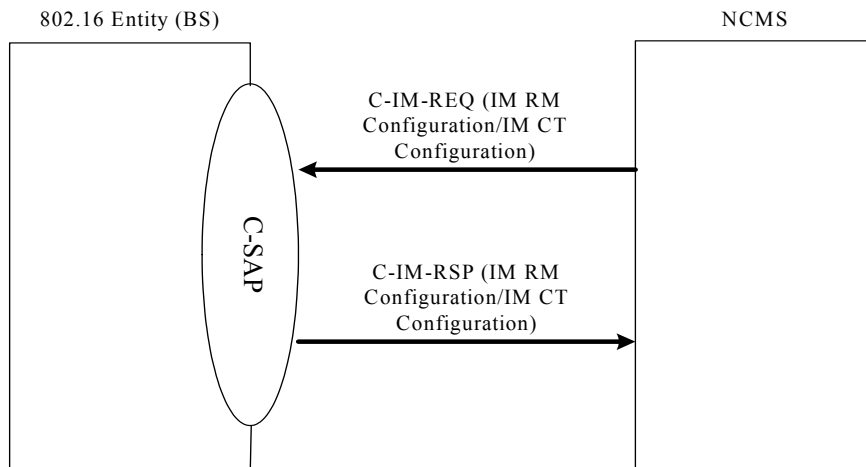 802.16 Entity (BS)
NCMS
C-IM-REQ (IM RM
Configuration/IM CT
Configuration)
C-SAP
C-IM-RSP (IM RM
Configuration/IM CT
Configuration)